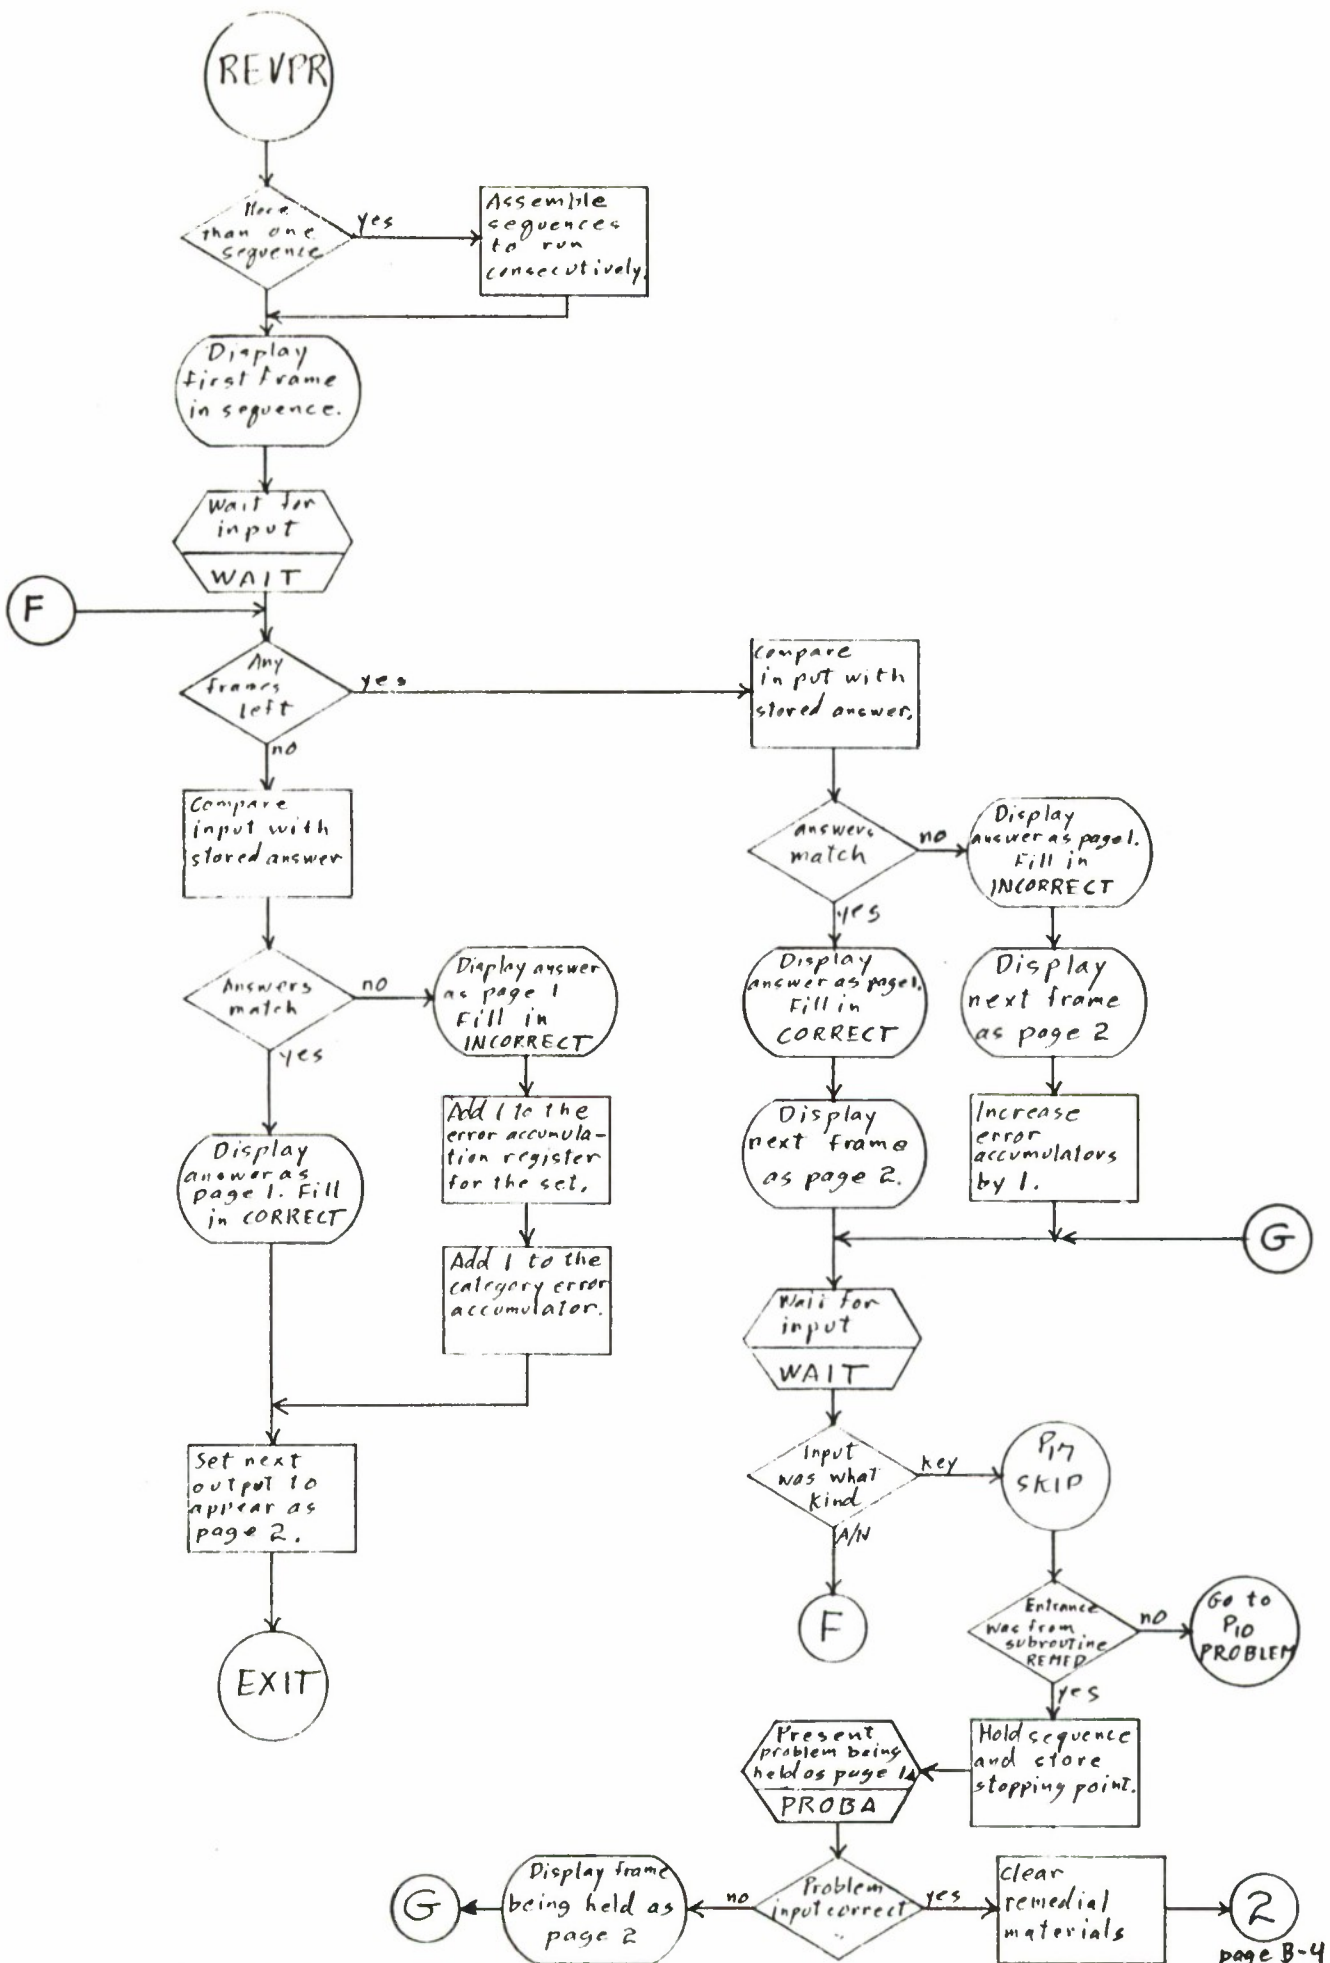 REVPR
More
than one
sequence
yes
Assemble
sequences
to run
consecutively.
Display
first frame
in sequence.
Wait for
input
WAIT
F
Any
frames
left
yes
no
Compare
input with
stored answer
Answers
match
no
yes
Display answer
as page 1
Fill in
INCORRECT
Add 1 to the
error accumula-
tion register
for the set.
Add 1 to the
category error
accumulator.
Display
answer as
page 1. Fill
in CORRECT
Set next
output to
appear as
page 2.
EXIT
Compare
input with
stored answer.
answers
match
no
yes
Display
answer as page 1.
Fill in
INCORRECT
Display
next frame
as page 2
Increase
error
accumulators
by 1.
Display
answer as page 1.
Fill in
CORRECT
Display
next frame
as page 2.
G
Wait for
input
WAIT
Input
was what
kind
key
A/N
F
P17
SKIP
Entrance
was from
subroutine
REMED
no
Go to
P10
PROBLEM
yes
Hold sequence
and store
stopping point.
Present
problem being
held as page 1.
PROBA
Problem
input correct
no
yes
Display frame
being held as
page 2
G
Clear
remedial
materials
2
page B-4